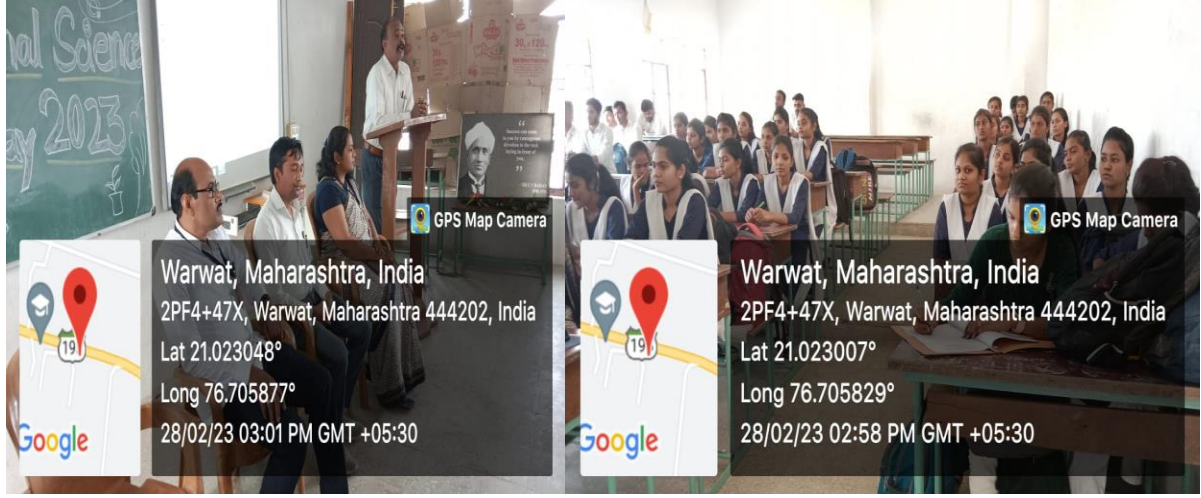 nal Science
Day 2023
GPS Map Camera
Warwat, Maharashtra, India
2PF4+47X, Warwat, Maharashtra 444202, India
Lat 21.023048°
Long 76.705877°
28/02/23 03:01 PM GMT +05:30
Google
19
GPS Map Camera
Warwat, Maharashtra, India
2PF4+47X, Warwat, Maharashtra 444202, India
Lat 21.023007°
Long 76.705829°
28/02/23 02:58 PM GMT +05:30
Google
19